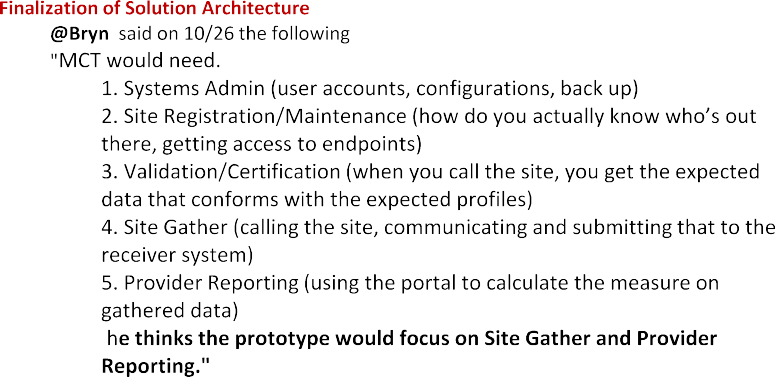 Finalization of Solution Architecture
@Bryn said on 10/26 the following
"MCT would need.
1. Systems Admin (user accounts, configurations, back up)
2. Site Registration/Maintenance (how do you actually know who’s out
there, getting access to endpoints)
3. Validation/Certification (when you call the site, you get the expected
data that conforms with the expected profiles)
4. Site Gather (calling the site, communicating and submitting that to the
receiver system)
5. Provider Reporting (using the portal to calculate the measure on
gathered data)
he thinks the prototype would focus on Site Gather and Provider
Reporting."